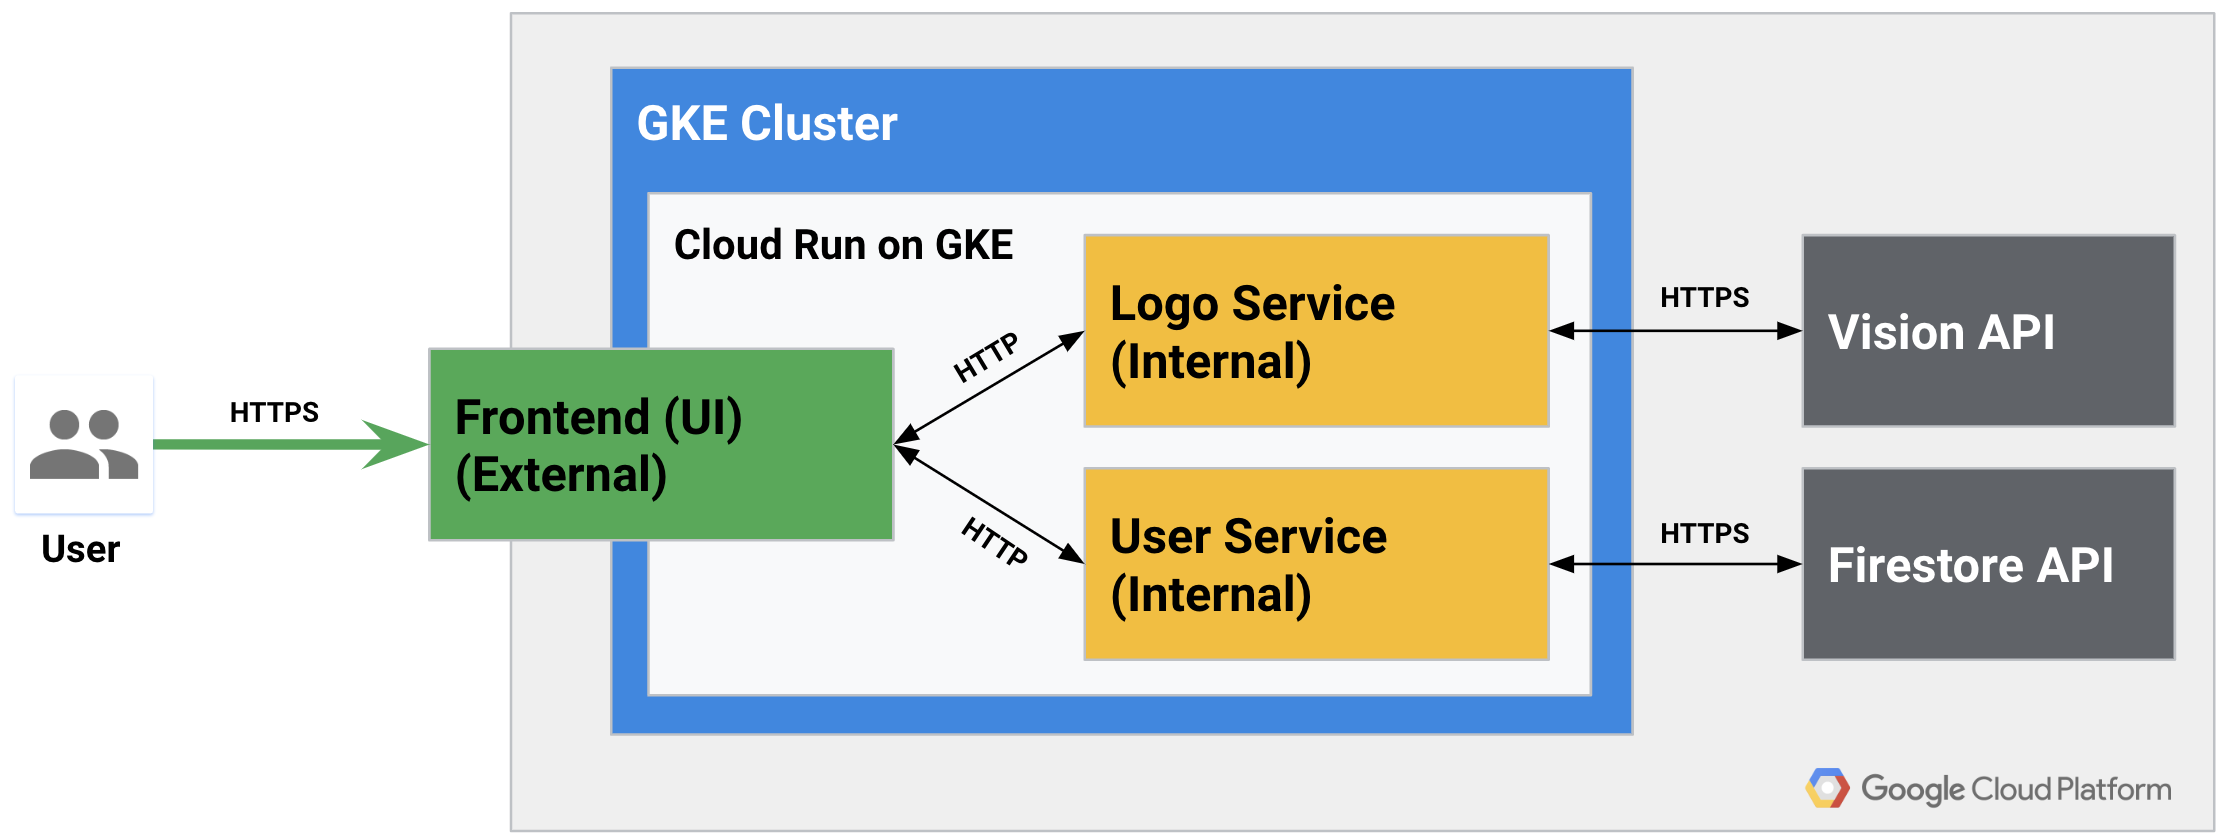 GKE Cluster
Cloud Run on GKE
Logo Service
(Internal)
HTTPS
Vision API
HTTP
HTTPS
Frontend (UI)
(External)
User
HTTP
User Service
(Internal)
HTTPS
Firestore API
Google Cloud Platform